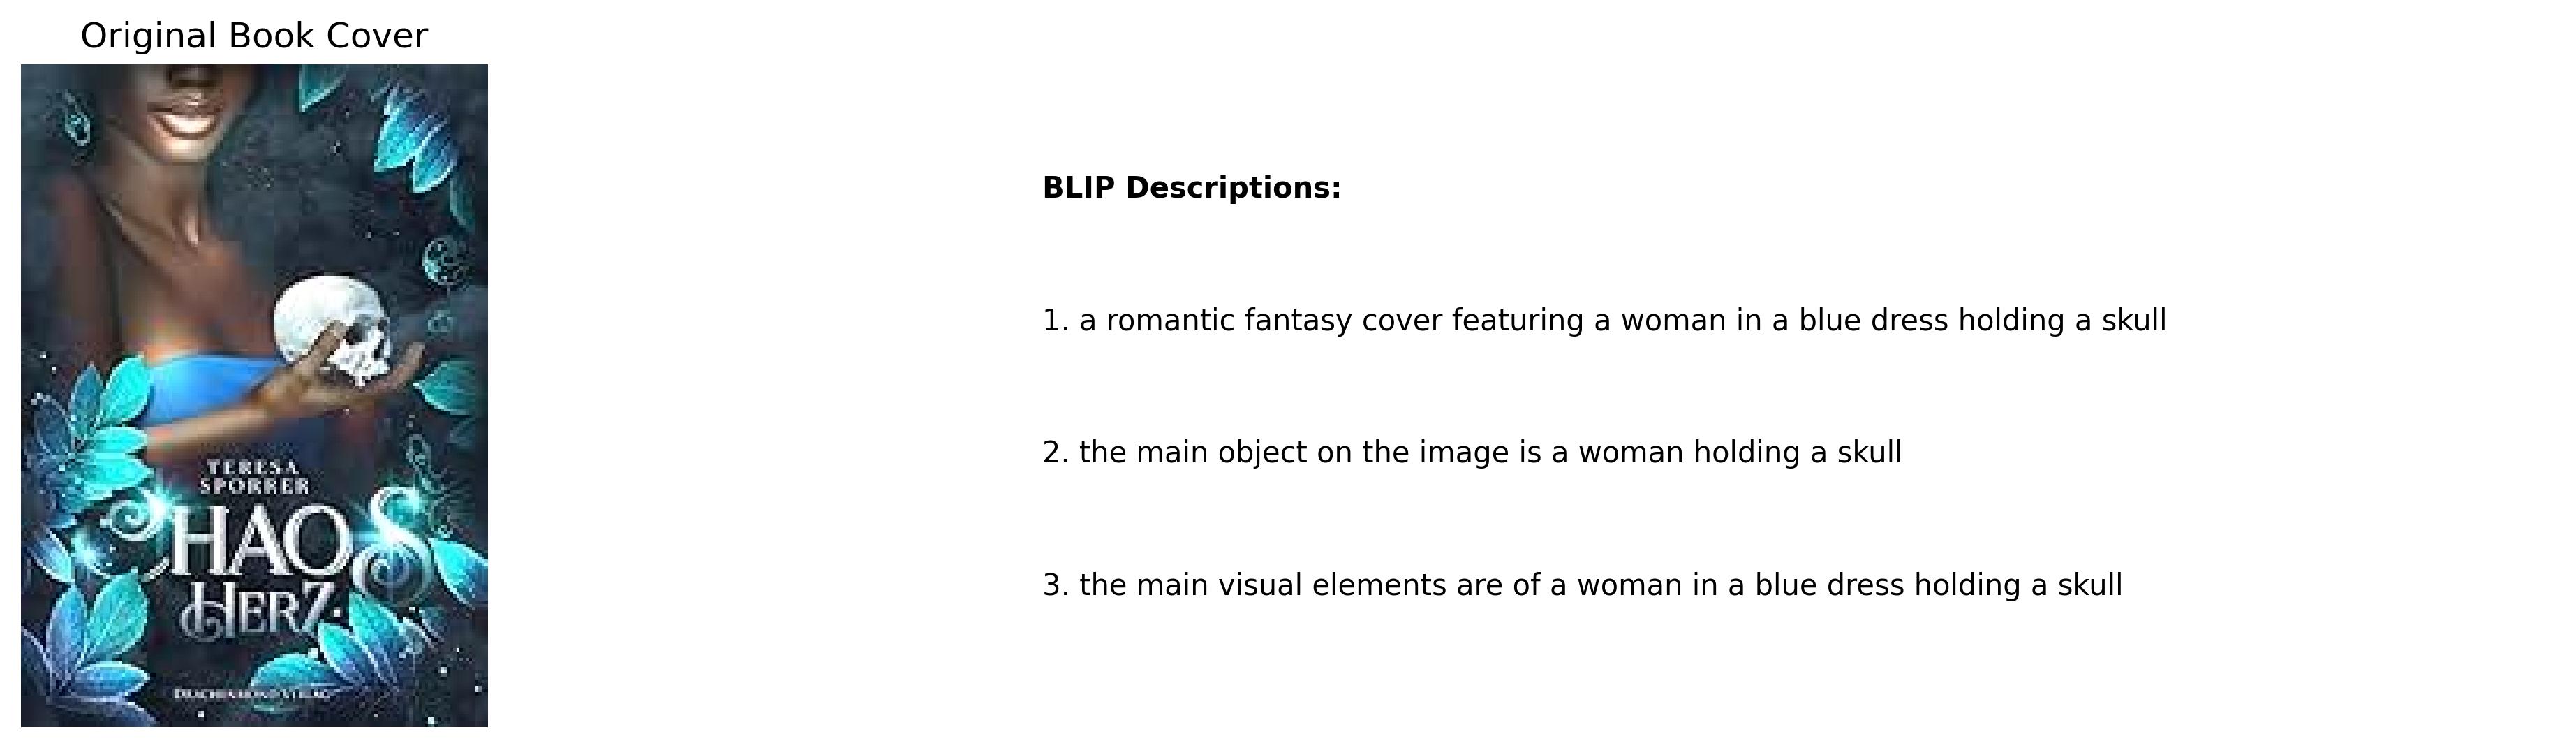 Original Book Cover
TERESA
SPORRER
CHAOS
HERZ
DRACHENMOND VERLAG
BLIP Descriptions:
1. a romantic fantasy cover featuring a woman in a blue dress holding a skull
2. the main object on the image is a woman holding a skull
3. the main visual elements are of a woman in a blue dress holding a skull